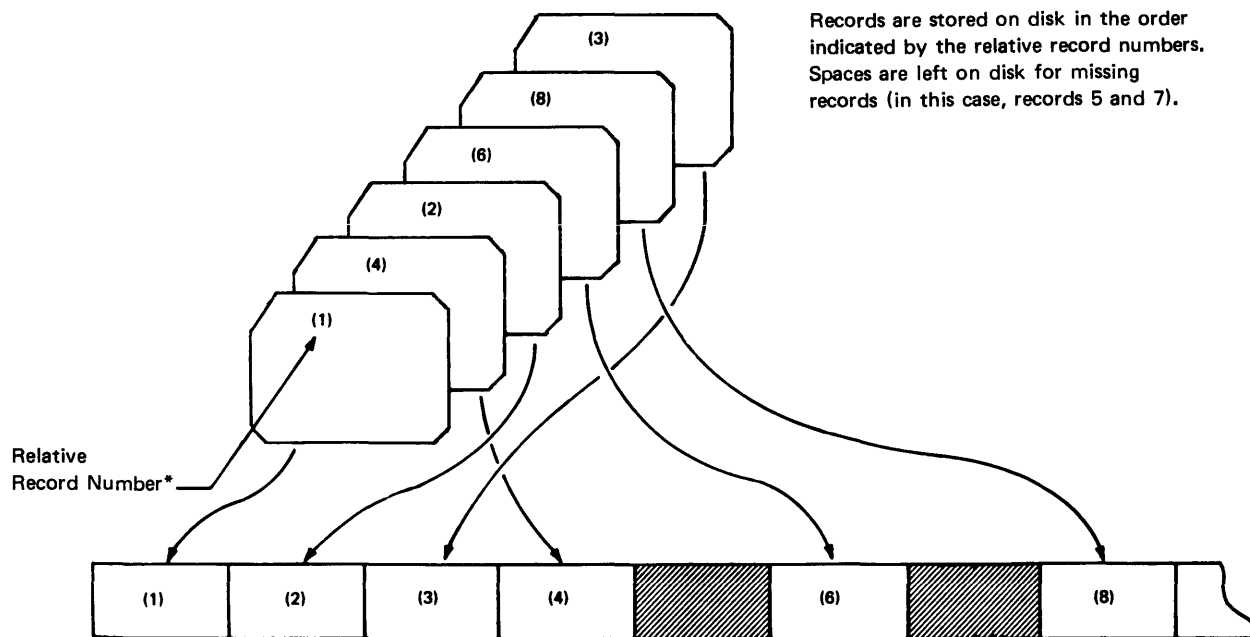 (3)
Records are stored on disk in the order
indicated by the relative record numbers.
Spaces are left on disk for missing
records (in this case, records 5 and 7).
(8)
(6)
(2)
(4)
(1)
Relative
Record Number*
(1) (2) (3) (4) (6) (8)